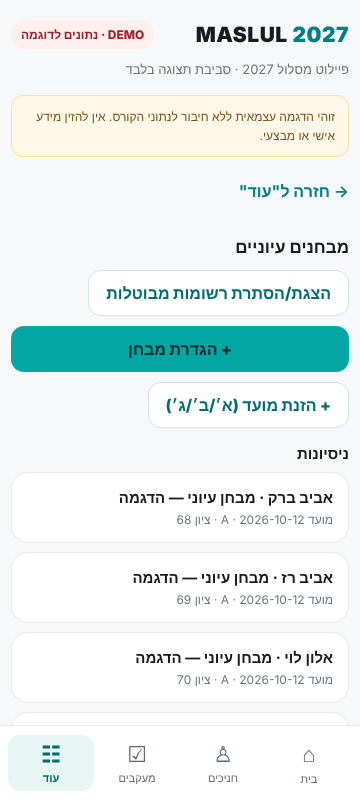 MASLUL 2027
DEMO · נתונים לדוגמה
פיילוט מסלול 2027 · סביבת תצוגה בלבד
זוהי הדגמה עצמאית ללא חיבור לנתוני הקורס. אין להזין מידע
אישי או מבצעי.
→ חזרה ל"עוד"
מבחנים עיוניים
הצגת/הסתרת רשומות מבוטלות
+ הגדרת מבחן
+ הזנת מועד (א׳/ב׳/ג׳)
ניסיונות
אביב ברק · מבחן עיוני — הדגמה
מועד A · 2026-10-12 · ציון 68
אביב רז · מבחן עיוני — הדגמה
מועד A · 2026-10-12 · ציון 69
אלון לוי · מבחן עיוני — הדגמה
מועד A · 2026-10-12 · ציון 70
בית
חניכים
מעקבים
עוד